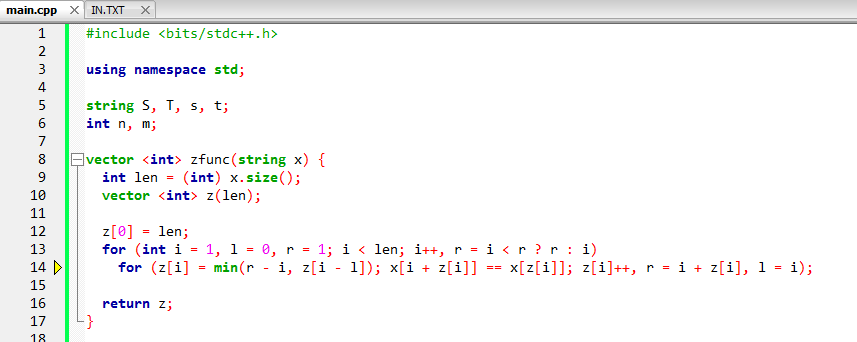 main.cpp IN.TXT
1 #include <bits/stdc++.h>
2
3 using namespace std;
4
5 string S, T, s, t;
6 int n, m;
7
8 vector <int> zfunc(string x) {
9 int len = (int) x.size();
10 vector <int> z(len);
11
12 z[0] = len;
13 for (int i = 1, l = 0, r = 1; i < len; i++, r = i < r ? r : i)
14 for (z[i] = min(r - i, z[i - l]); x[i + z[i]] == x[z[i]]; z[i]++, r = i + z[i], l = i);
15
16 return z;
17 }
18